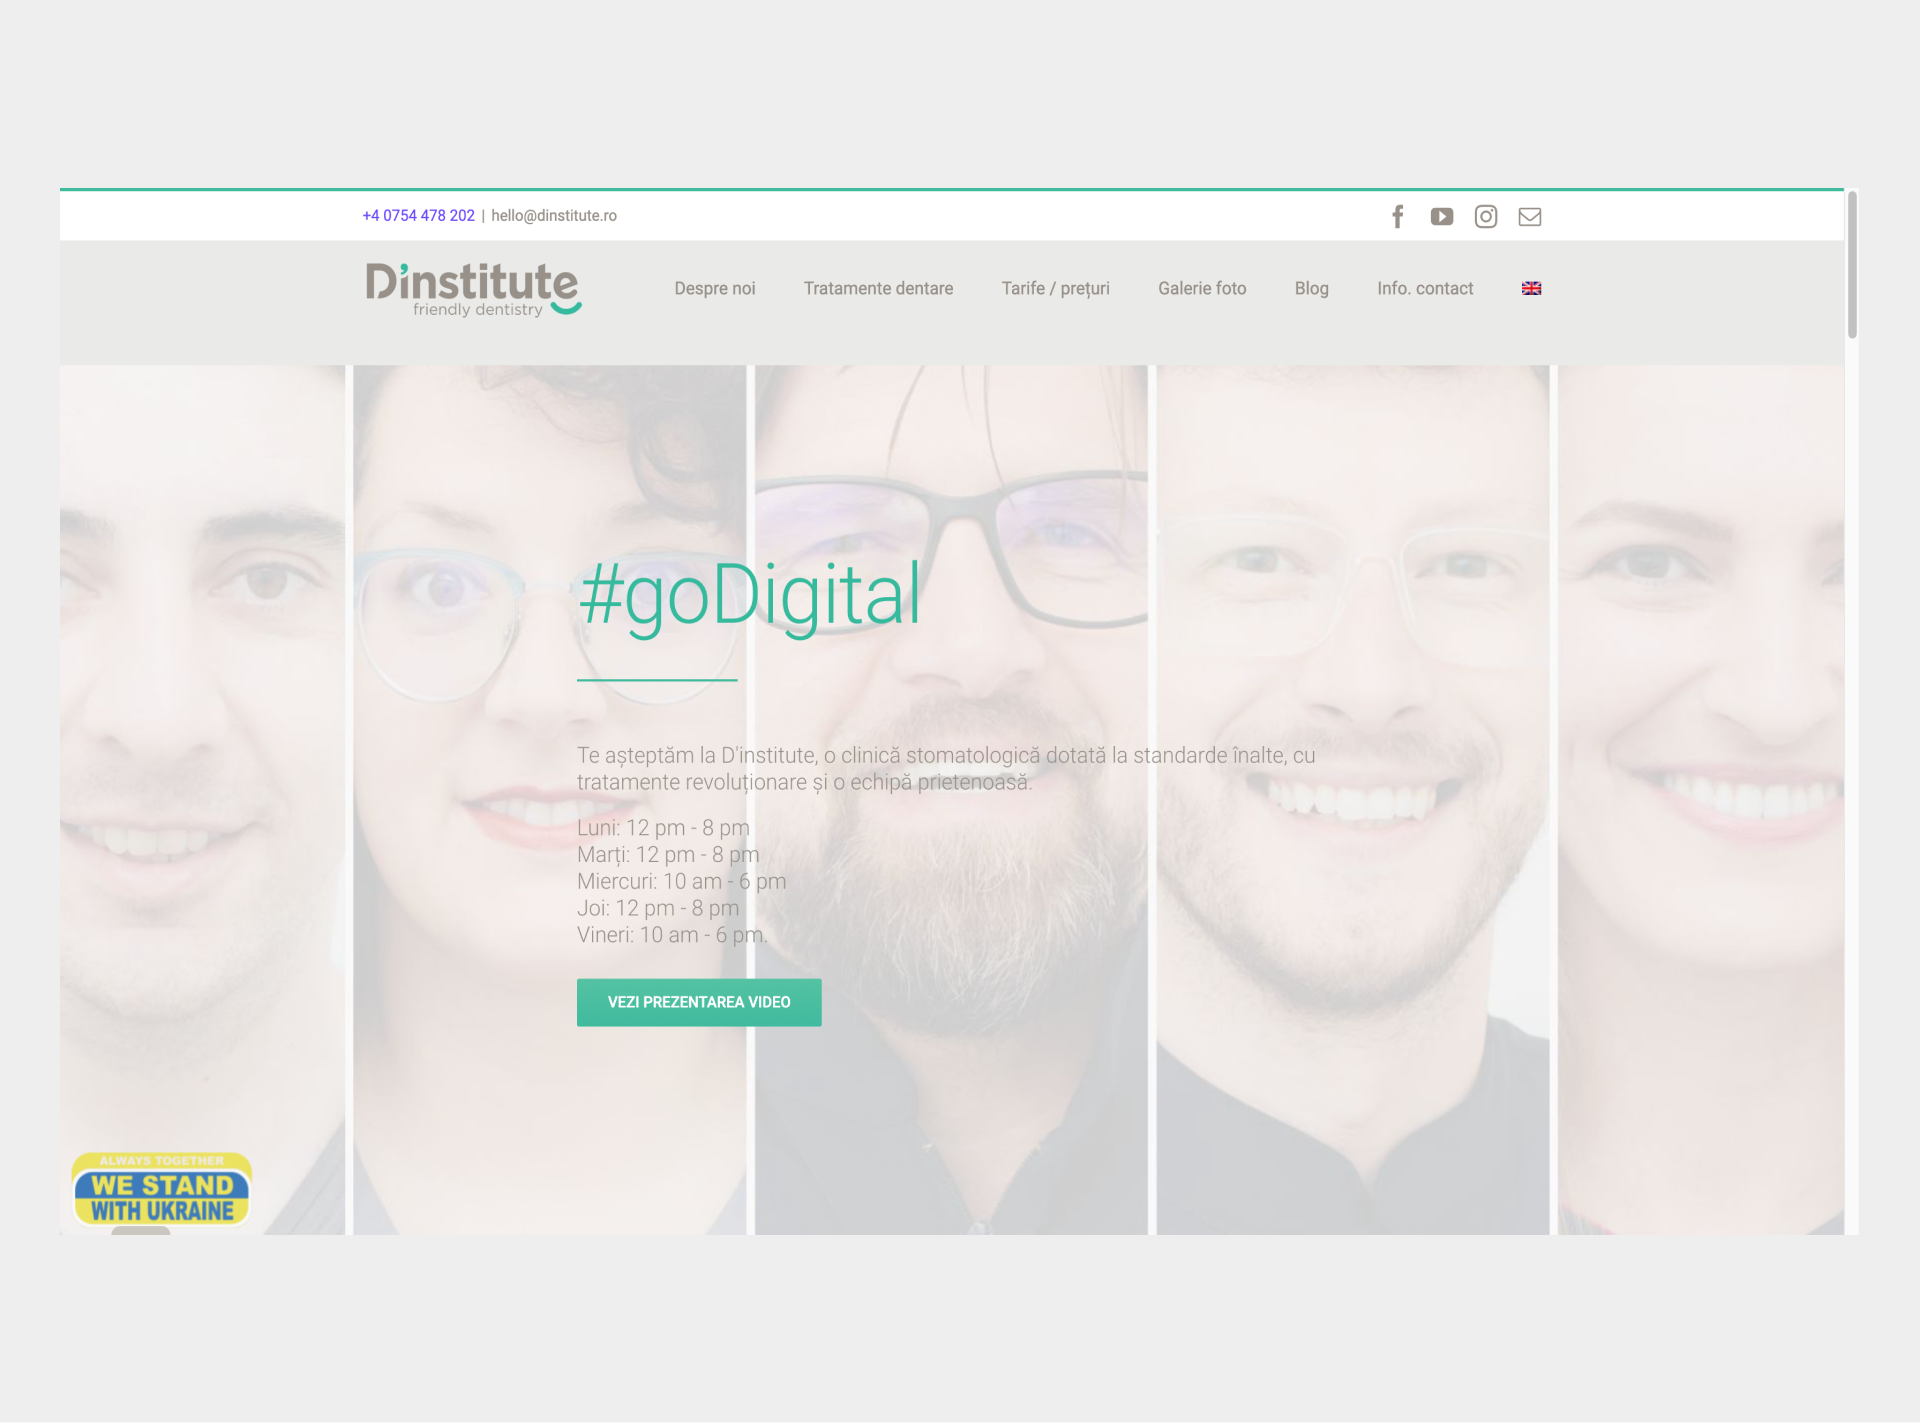 +4 0754 478 202 | hello@dinstitute.ro
D'institute
friendly dentistry
Despre noi Tratamente dentare Tarife / prețuri Galerie foto Blog Info. contact
#goDigital
Te așteptăm la D'institute, o clinică stomatologică dotată la standarde înalte, cu
tratamente revoluționare și o echipă prietenoasă.
Luni: 12 pm - 8 pm
Marți: 12 pm - 8 pm
Miercuri: 10 am - 6 pm
Joi: 12 pm - 8 pm
Vineri: 10 am - 6 pm.
VEZI PREZENTAREA VIDEO
ALWAYS TOGETHER
WE STAND
WITH UKRAINE